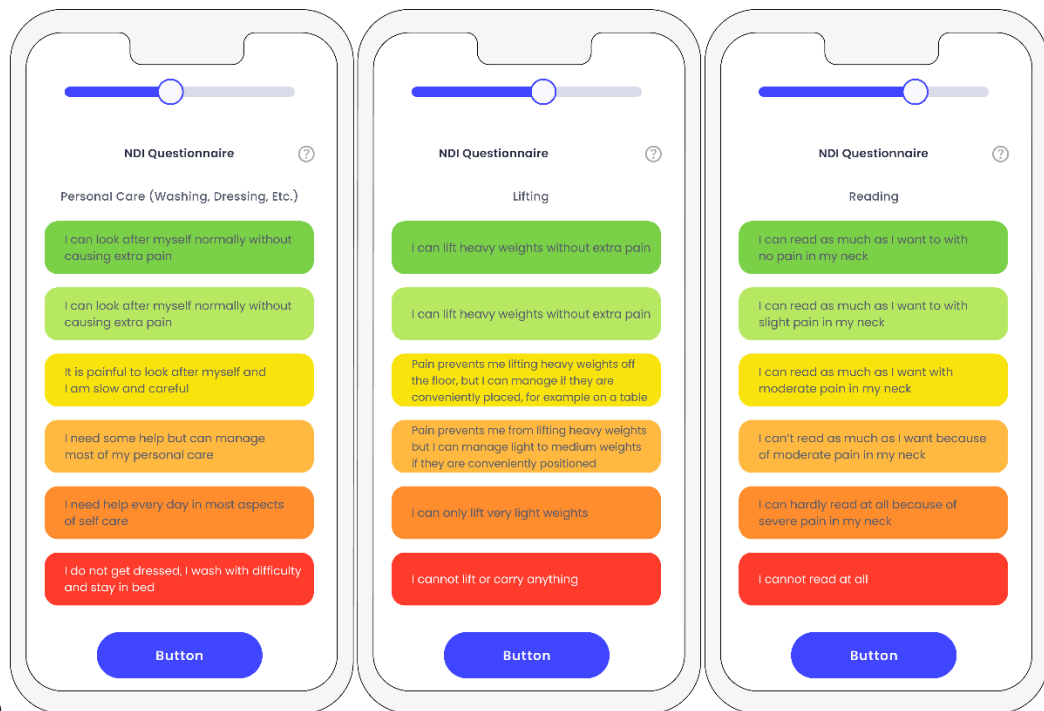 NDI Questionnaire
Personal Care (Washing, Dressing, Etc.)
I can look after myself normally without
causing extra pain
I can look after myself normally without
causing extra pain
It is painful to look after myself and
I am slow and careful
I need some help but can manage
most of my personal care
I need help every day in most aspects
of self care
I do not get dressed, I wash with difficulty
and stay in bed
Button
NDI Questionnaire
Lifting
I can lift heavy weights without extra pain
I can lift heavy weights without extra pain
Pain prevents me lifting heavy weights off
the floor, but I can manage if they are
conveniently placed, for example on a table
Pain prevents me from lifting heavy weights
but I can manage light to medium weights
if they are conveniently positioned
I can only lift very light weights
I cannot lift or carry anything
Button
NDI Questionnaire
Reading
I can read as much as I want to with
no pain in my neck
I can read as much as I want to with
slight pain in my neck
I can read as much as I want with
moderate pain in my neck
I can't read as much as I want because
of moderate pain in my neck
I can hardly read at all because of
severe pain in my neck
I cannot read at all
Button